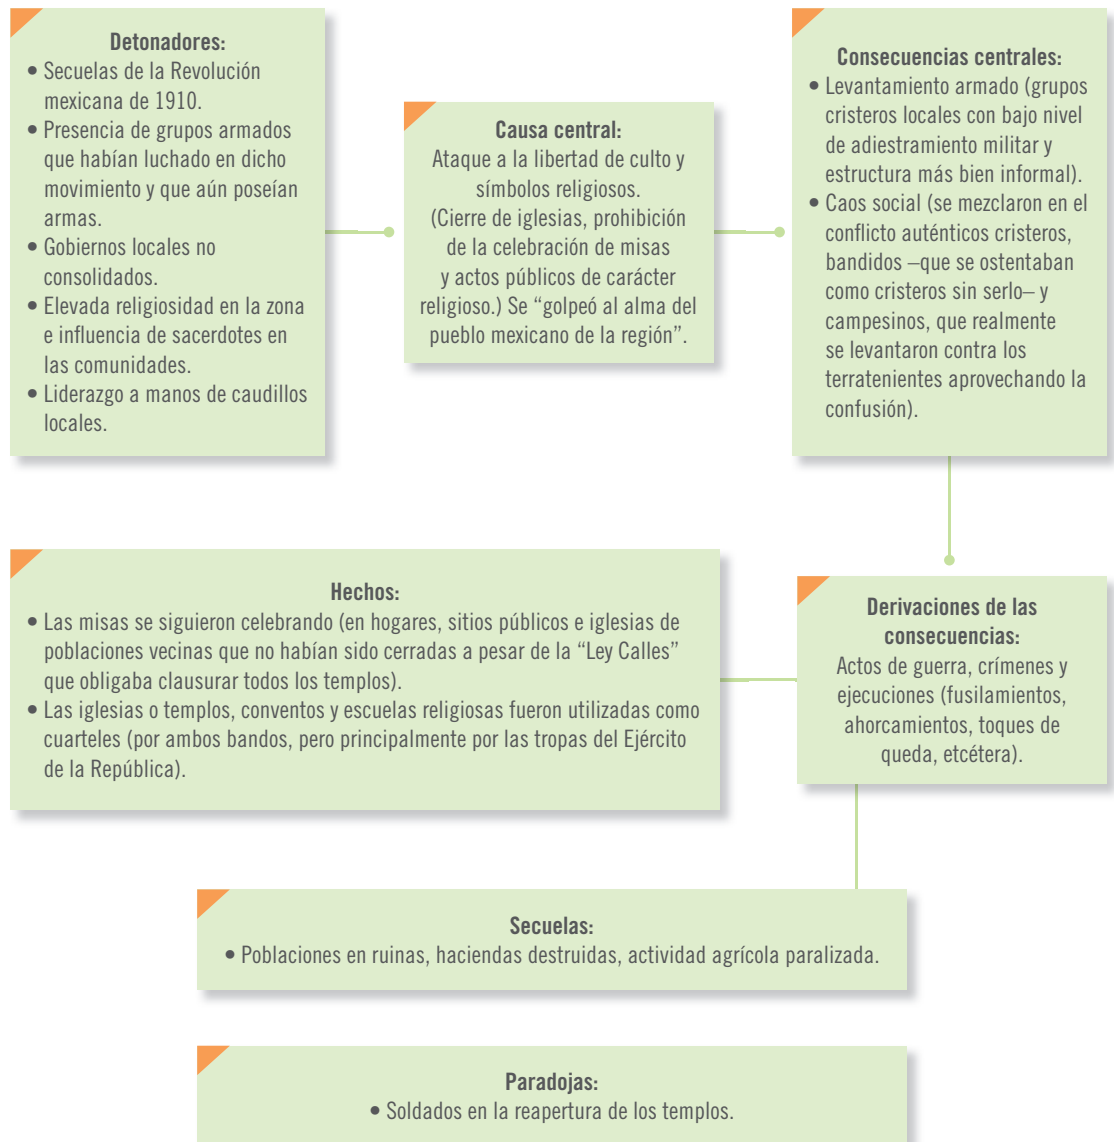 Detonadores:
• Secuelas de la Revolución
mexicana de 1910.
• Presencia de grupos armados
que habían luchado en dicho
movimiento y que aún poseían
armas.
• Gobiernos locales no
consolidados.
• Elevada religiosidad en la zona
e influencia de sacerdotes en
las comunidades.
• Liderazgo a manos de caudillos
locales.
Causa central:
Ataque a la libertad de culto y
símbolos religiosos.
(Cierre de iglesias, prohibición
de la celebración de misas
y actos públicos de carácter
religioso.) Se “golpeó al alma del
pueblo mexicano de la región”.
Consecuencias centrales:
• Levantamiento armado (grupos
cristeros locales con bajo nivel
de adiestramiento militar y
estructura más bien informal).
• Caos social (se mezclaron en el
conflicto auténticos cristeros,
bandidos –que se ostentaban
como cristeros sin serlo– y
campesinos, que realmente
se levantaron contra los
terratenientes aprovechando la
confusión).
Hechos:
• Las misas se siguieron celebrando (en hogares, sitios públicos e iglesias de
poblaciones vecinas que no habían sido cerradas a pesar de la “Ley Calles”
que obligaba clausurar todos los templos).
• Las iglesias o templos, conventos y escuelas religiosas fueron utilizadas como
cuarteles (por ambos bandos, pero principalmente por las tropas del Ejército
de la República).
Derivaciones de las
consecuencias:
Actos de guerra, crímenes y
ejecuciones (fusilamientos,
ahorcamientos, toques de
queda, etcétera).
Secuelas:
• Poblaciones en ruinas, haciendas destruidas, actividad agrícola paralizada.
Paradojas:
• Soldados en la reapertura de los templos.